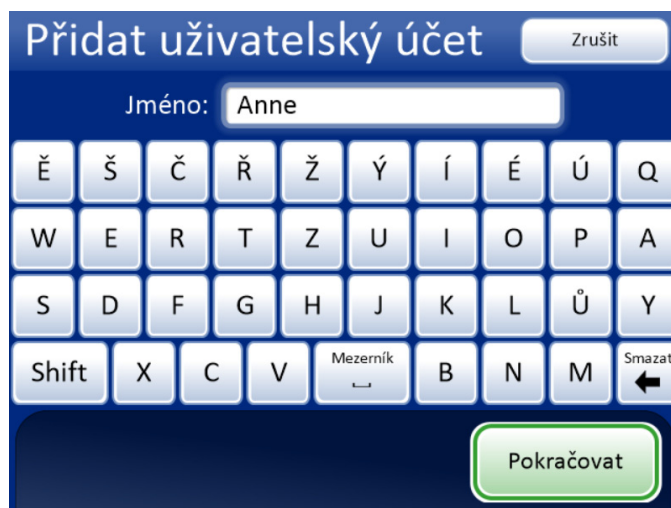 Přidat uživatelský účet Zrušit
Jméno: Anne
Ě Š Č Ř Ž Ý Í É Ú Q
W E R T Z U I O P A
S D F G H J K L Ů Y
Shift X C V Mezerník B N M Smazat
Pokračovat